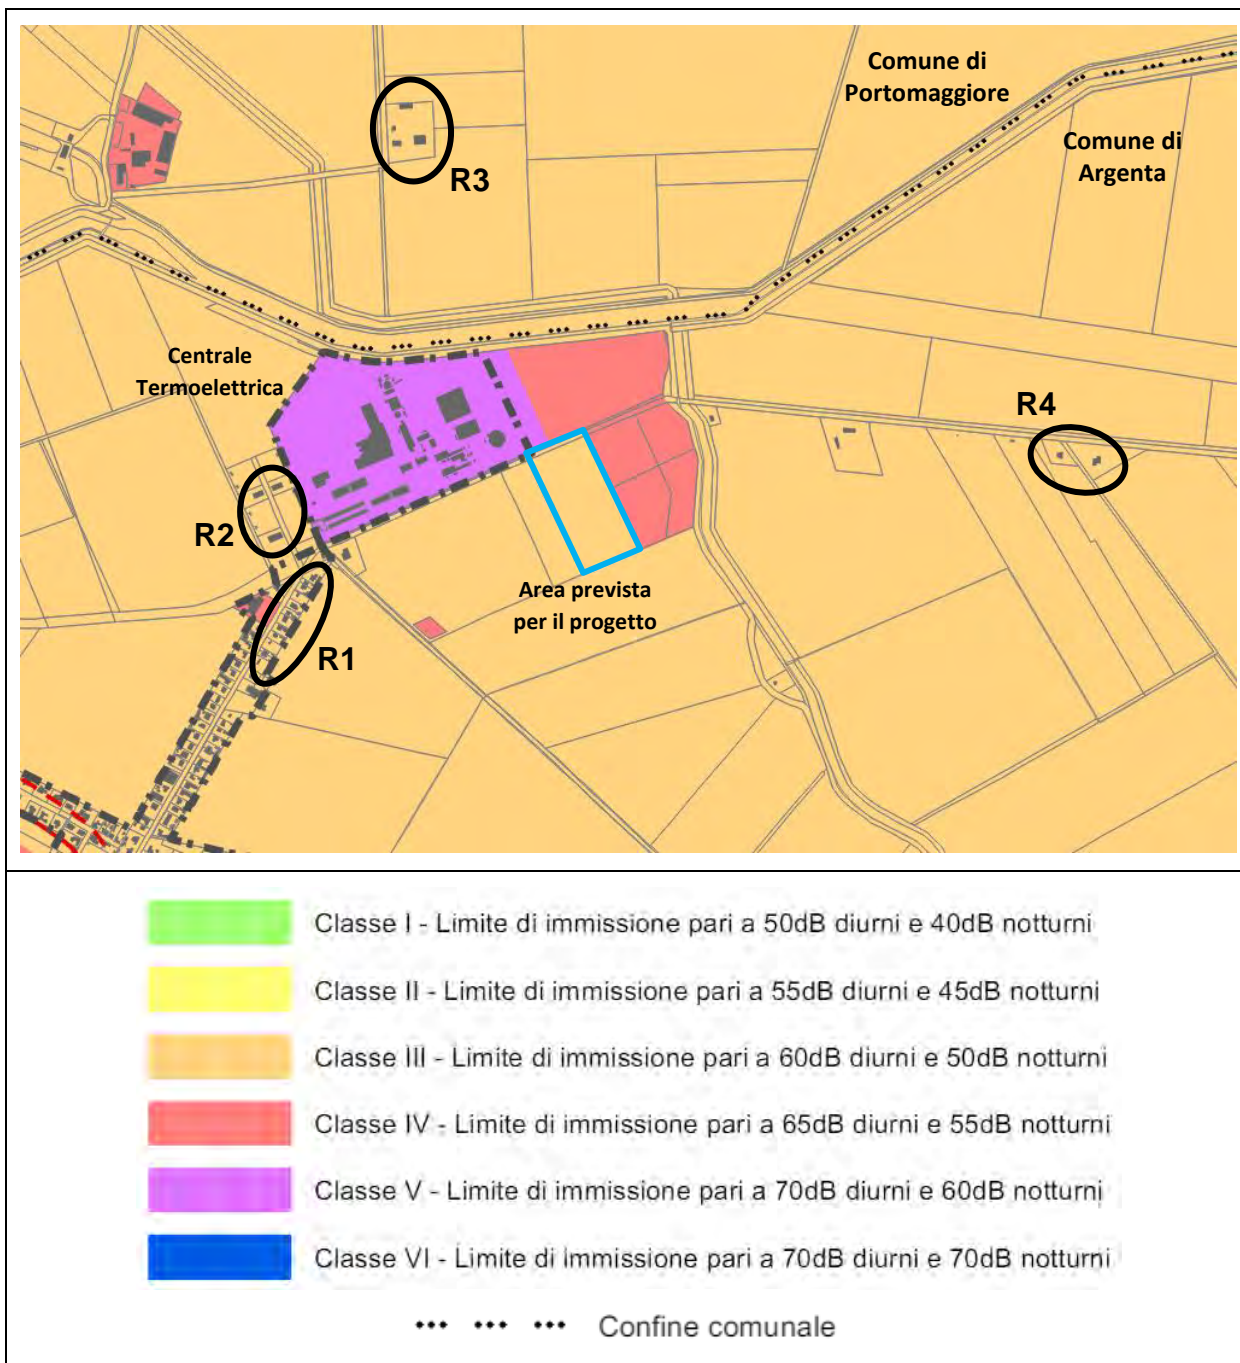 Comune di
Portomaggiore
Comune di
Argenta
R3
Centrale
Termoelettrica
R4
R2
Area prevista
per il progetto
R1
Classe I - Limite di immissione pari a 50dB diurni e 40dB notturni
Classe II - Limite di immissione pari a 55dB diurni e 45dB notturni
Classe III - Limite di immissione pari a 60dB diurni e 50dB notturni
Classe IV - Limite di immissione pari a 65dB diurni e 55dB notturni
Classe V - Limite di immissione pari a 70dB diurni e 60dB notturni
Classe VI - Limite di immissione pari a 70dB diurni e 70dB notturni
Confine comunale